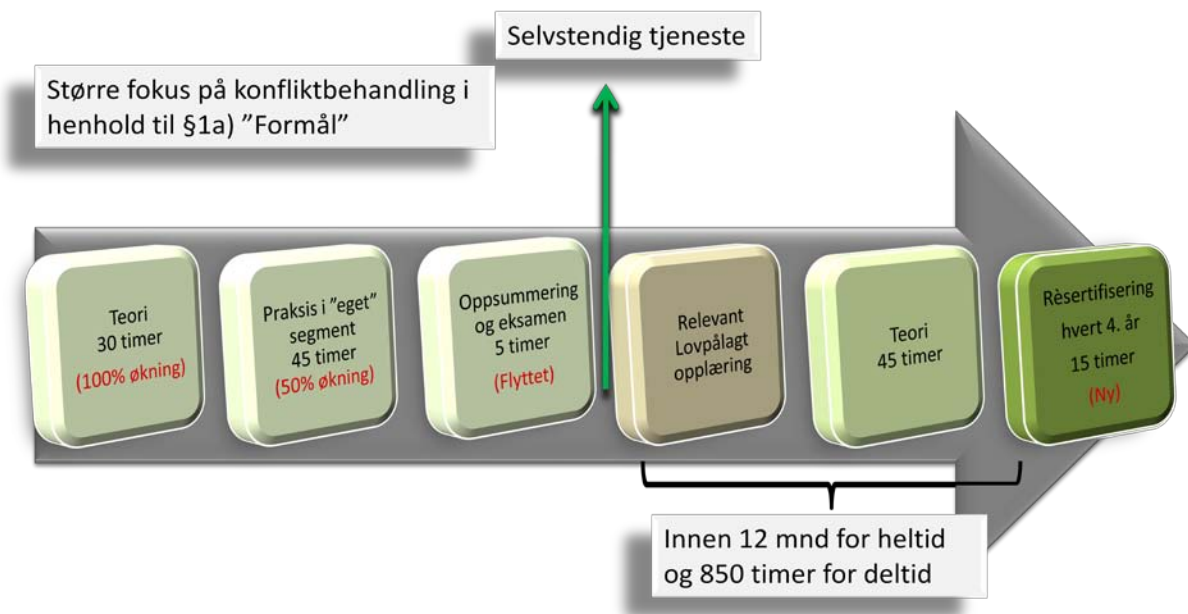 Selvstendig tjeneste
Større fokus på konfliktbehandling i
henhold til §1a) ”Formål”
Teori
30 timer
(100% økning)
Praksis i ”eget”
segment
45 timer
(50% økning)
Oppsummering
og eksamen
5 timer
(Flyttet)
Relevant
Lovpålagt
opplæring
Teori
45 timer
Rèsertifisering
hvert 4. år
15 timer
(Ny)
Innen 12 mnd for heltid
og 850 timer for deltid